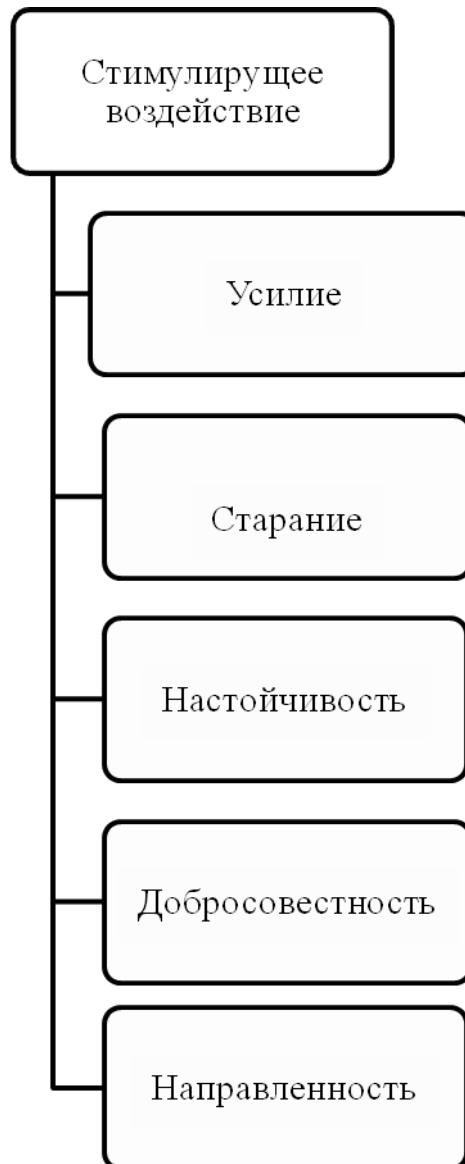 Стимулирущее
воздействие
Усилие
Старание
Настойчивость
Добросовестность
Направленность